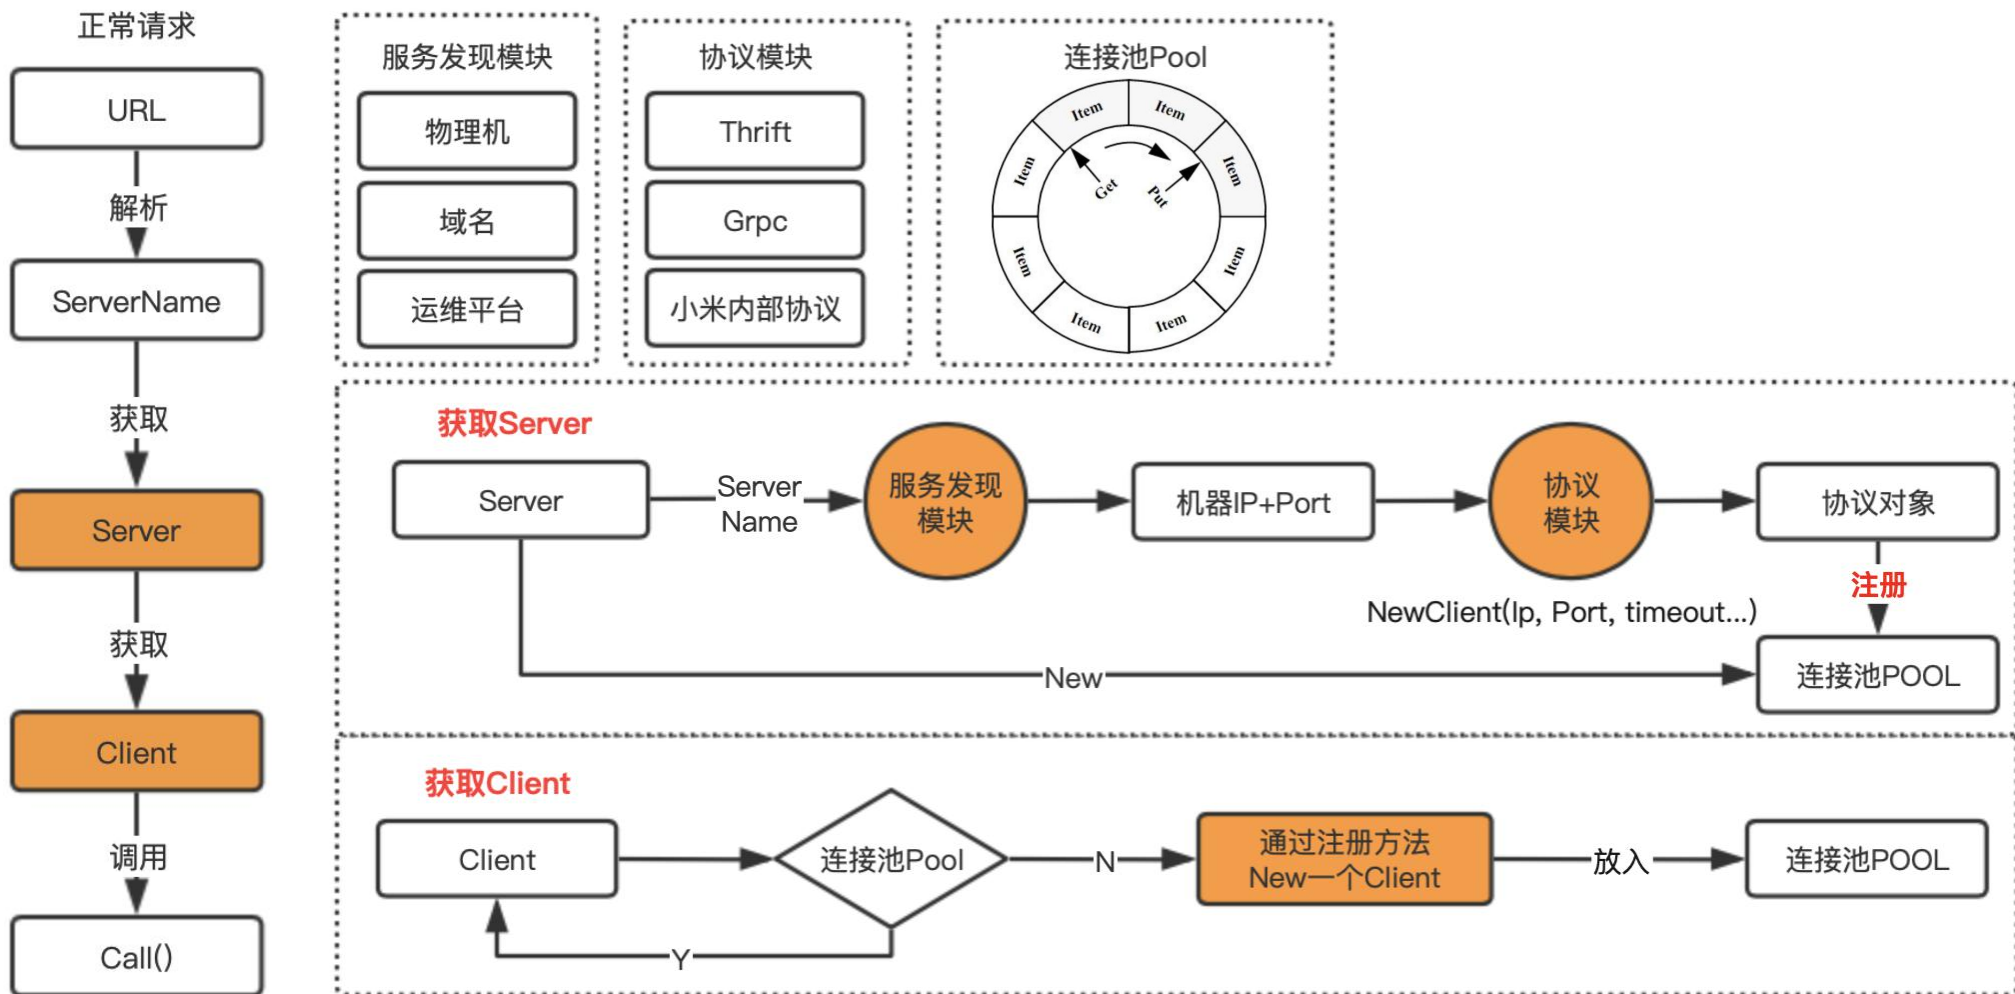 正常请求
URL
解析
ServerName
获取
Server
获取
Client
调用
Call()
服务发现模块
物理机
域名
运维平台
协议模块
Thrift
Grpc
小米内部协议
连接池Pool
Item
Item
Item
Item
Item
Item
Item
Item
Get
Put
获取Server
Server
Server
Name
服务发现
模块
机器IP+Port
协议
模块
协议对象
注册
NewClient(Ip, Port, timeout...)
New
连接池POOL
获取Client
Client
连接池Pool
N
通过注册方法
New一个Client
放入
连接池POOL
Y